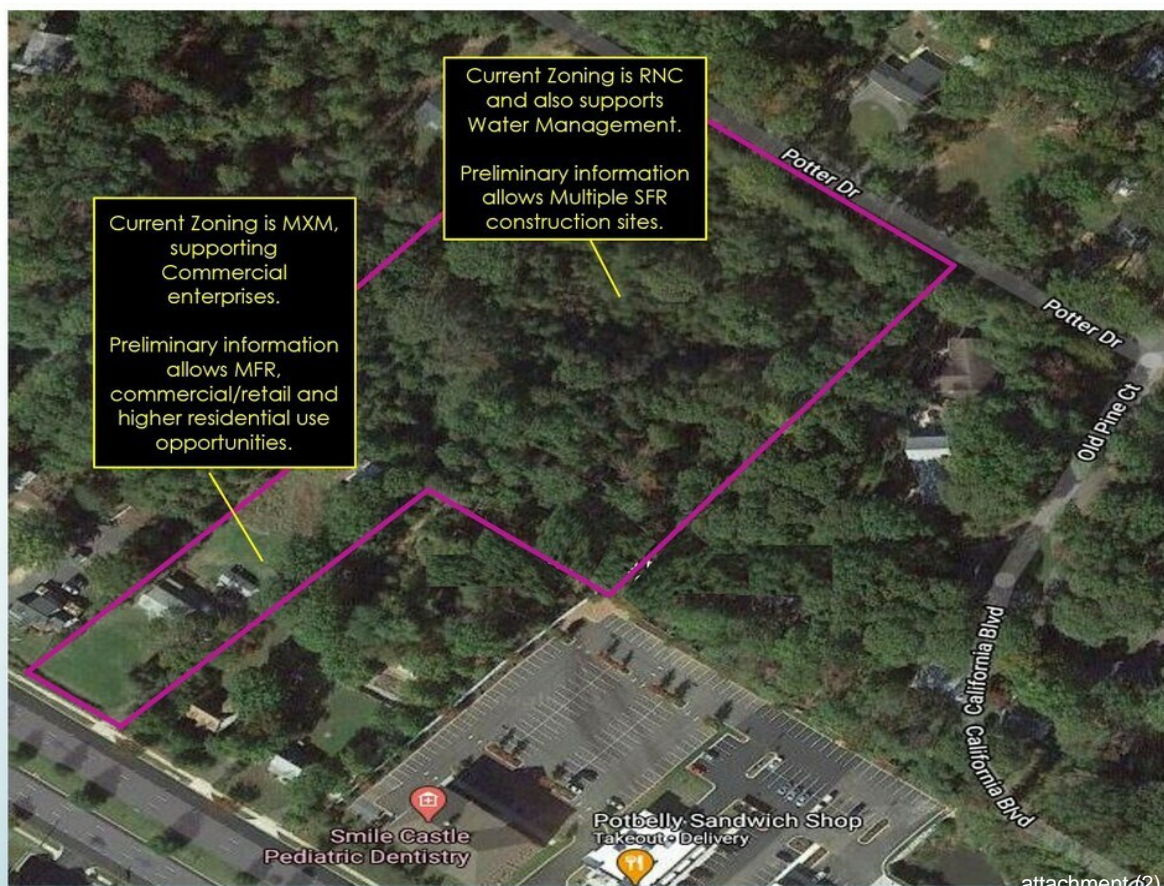 Current Zoning is RNC
and also supports
Water Management.
Preliminary information
allows Multiple SFR
construction sites.
Potter Dr
Current Zoning is MXM,
supporting
Commercial
enterprises.
Preliminary information
allows MFR,
commercial/retail and
higher residential use
opportunities.
Potter Dr
Old Pine Ct
California Blvd
California Blvd
Smile Castle
Pediatric Dentistry
Potbelly Sandwich Shop
Takeout • Delivery
attachment (2)